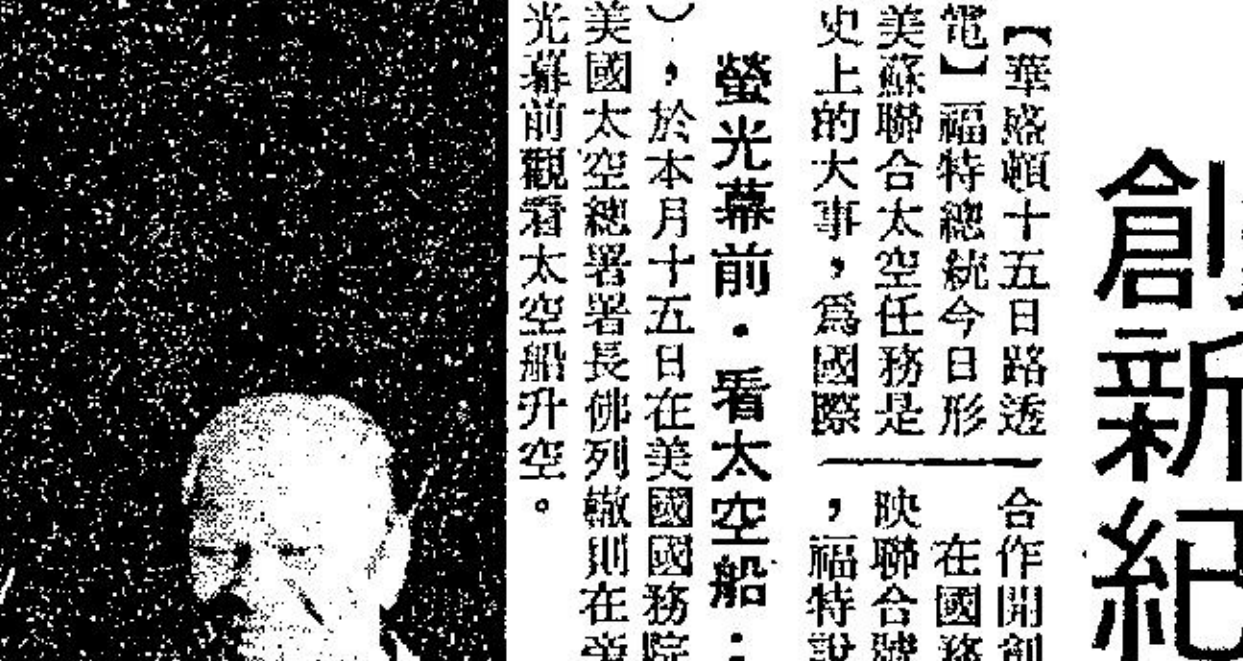 創新紀
【華盛頓十五日路透
電】福特總統今日形
美蘇聯合太空任務是
史上的大事，為國際
合作開創
在國務
映聯合號
，福特說
螢光幕前．看太空船：
），於本月十五日在美國國務院
美國太空總署署長佛列徹則在旁
光幕前觀看太空船升空。